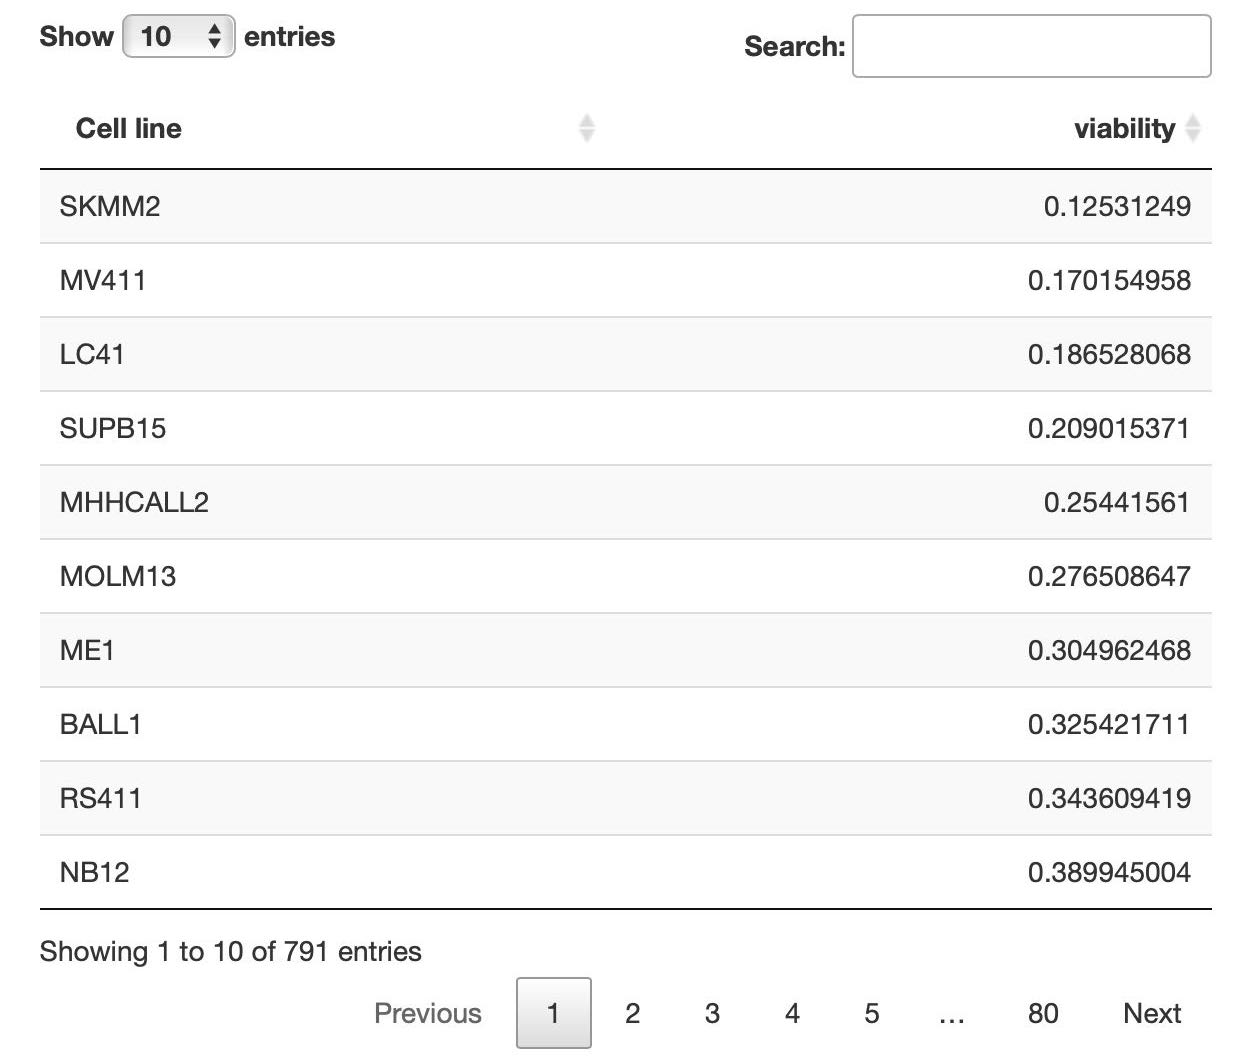 Show 10 entries
Search:
Cell line viability
SKMM2 0.12531249
MV411 0.170154958
LC41 0.186528068
SUPB15 0.209015371
MHHCALL2 0.25441561
MOLM13 0.276508647
ME1 0.304962468
BALL1 0.325421711
RS411 0.343609419
NB12 0.389945004
Showing 1 to 10 of 791 entries
Previous 1 2 3 4 5 ... 80 Next